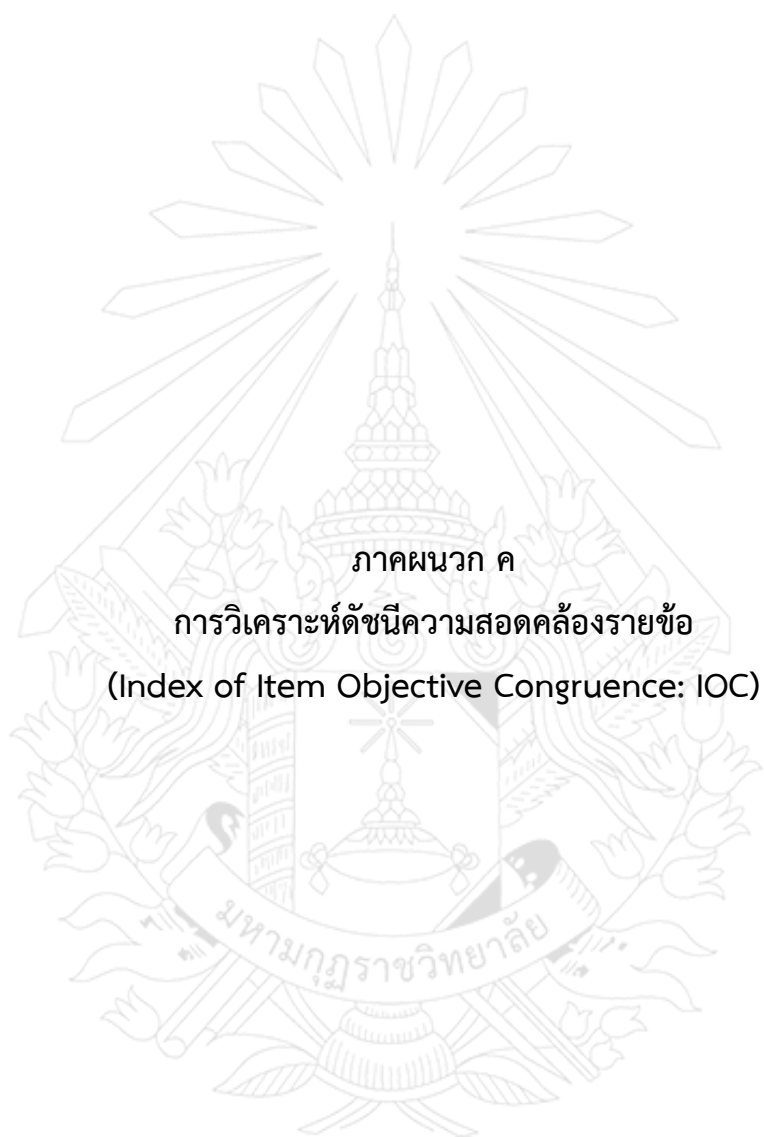 ภาคผนวก ค
การวิเคราะห์ดัชนีความสอดคล้องรายข้อ
(Index of Item Objective Congruence: IOC)
มหามกุฏราชวิทยาลัย